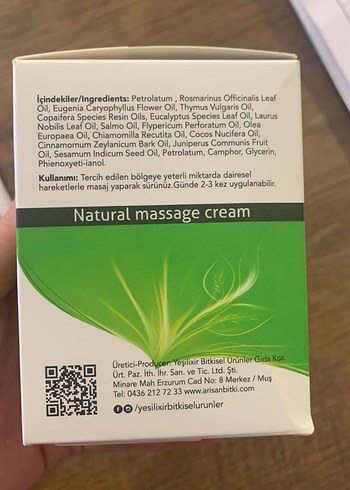 İçindekiler/Ingredients: Petrolatum , Rosmarinus Officinalis Leaf
Oil, Eugenia Caryophyllus Flower Oil, Thymus Vulgaris Oil,
Copaifera Species Resin Oils, Eucalyptus Species Leaf Oil, Laurus
Nobilis Leaf Oil, Salmo Oil, Flypericum Perforatum Oil, Olea
Europaea Oil, Chiamomilla Recutita Oil, Cocos Nucifera Oil,
Cinnamomum Zeylanicum Bark Oil, Juniperus Communis Fruit
Oil, Sesamum Indicum Seed Oil, Petrolatum, Camphor, Glycerin,
Phienoxyeti-ianol.
Kullanımı: Tercih edilen bölgeye yeterli miktarda dairesel
hareketlerle masaj yaparak sürünüz.Günde 2-3 kez uygulanabilir.
Natural massage cream
Üretici-Producer: Yeşilixir Bitkisel Ürünler Gıda Koz.
Ürt. Paz. İth. İhr. San. ve Tic. Ltd. Şti.
Minare Mah Erzurum Cad No: 8 Merkez / Muş
Tel: 0436 212 72 33 www.arisanbitki.com
/yesilixirbitkiselurunler